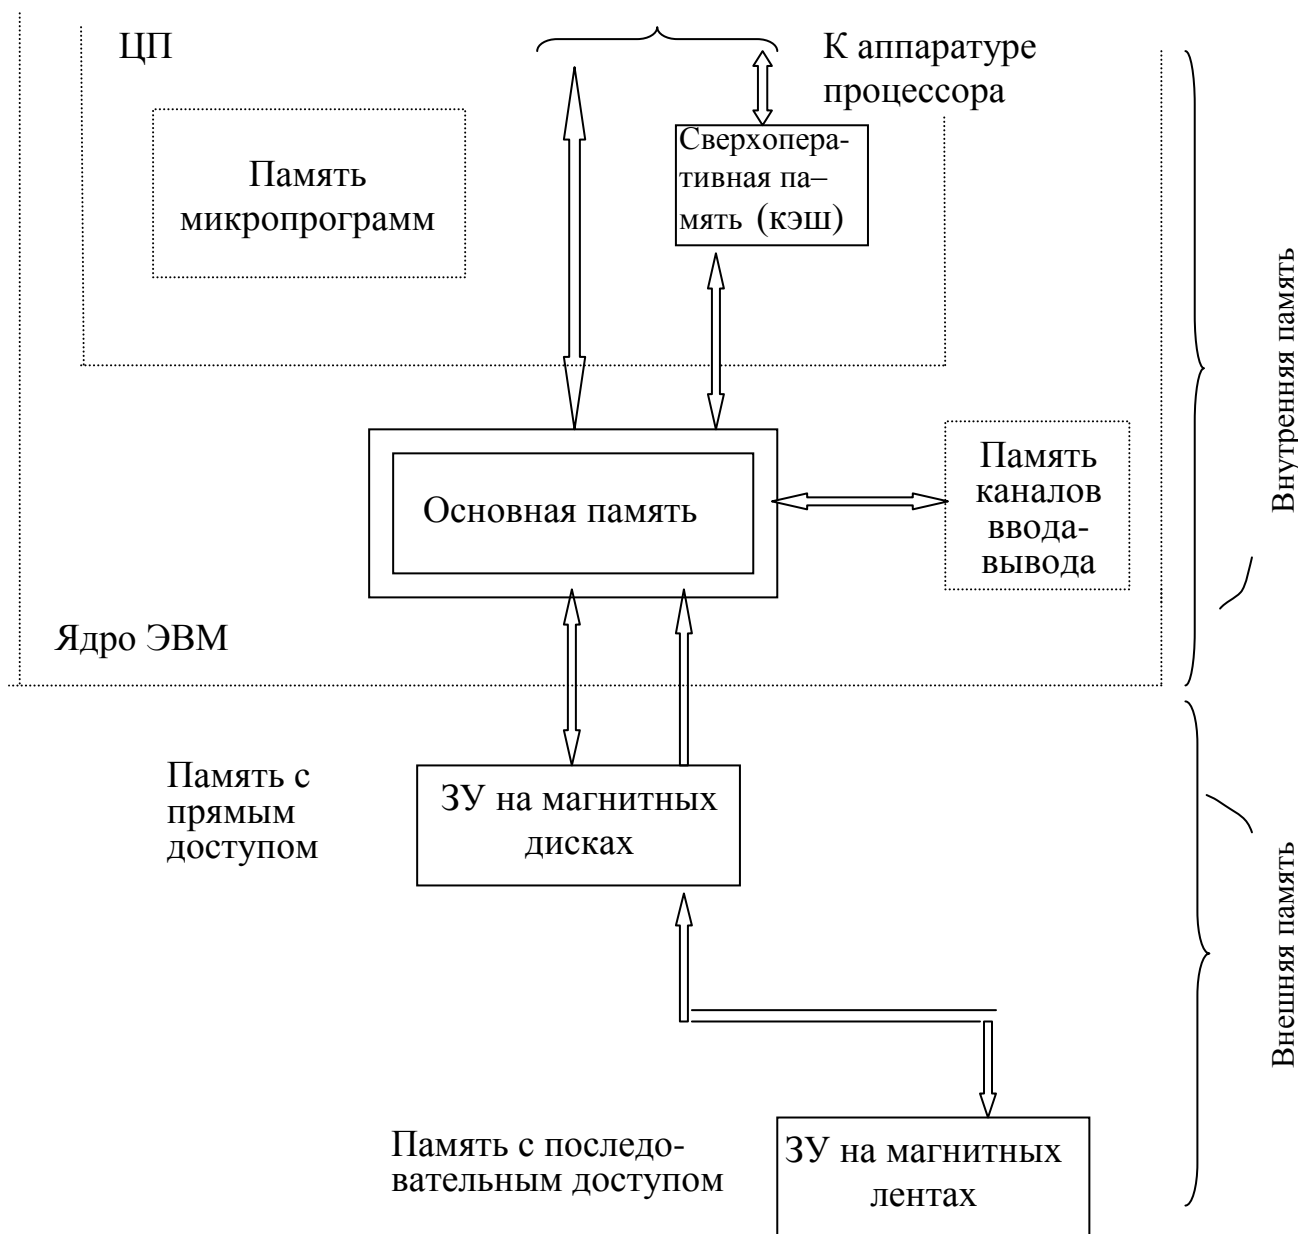 ЦП
К аппаратуре
процессора
Память
микропрограмм
Сверхопера-
тивная па–
мять (кэш)
Внутренняя память
Основная память
Память
каналов
ввода-
вывода
Ядро ЭВМ
Память с
прямым
доступом
ЗУ на магнитных
дисках
Внешняя память
Память с последо-
вательным доступом
ЗУ на магнитных
лентах